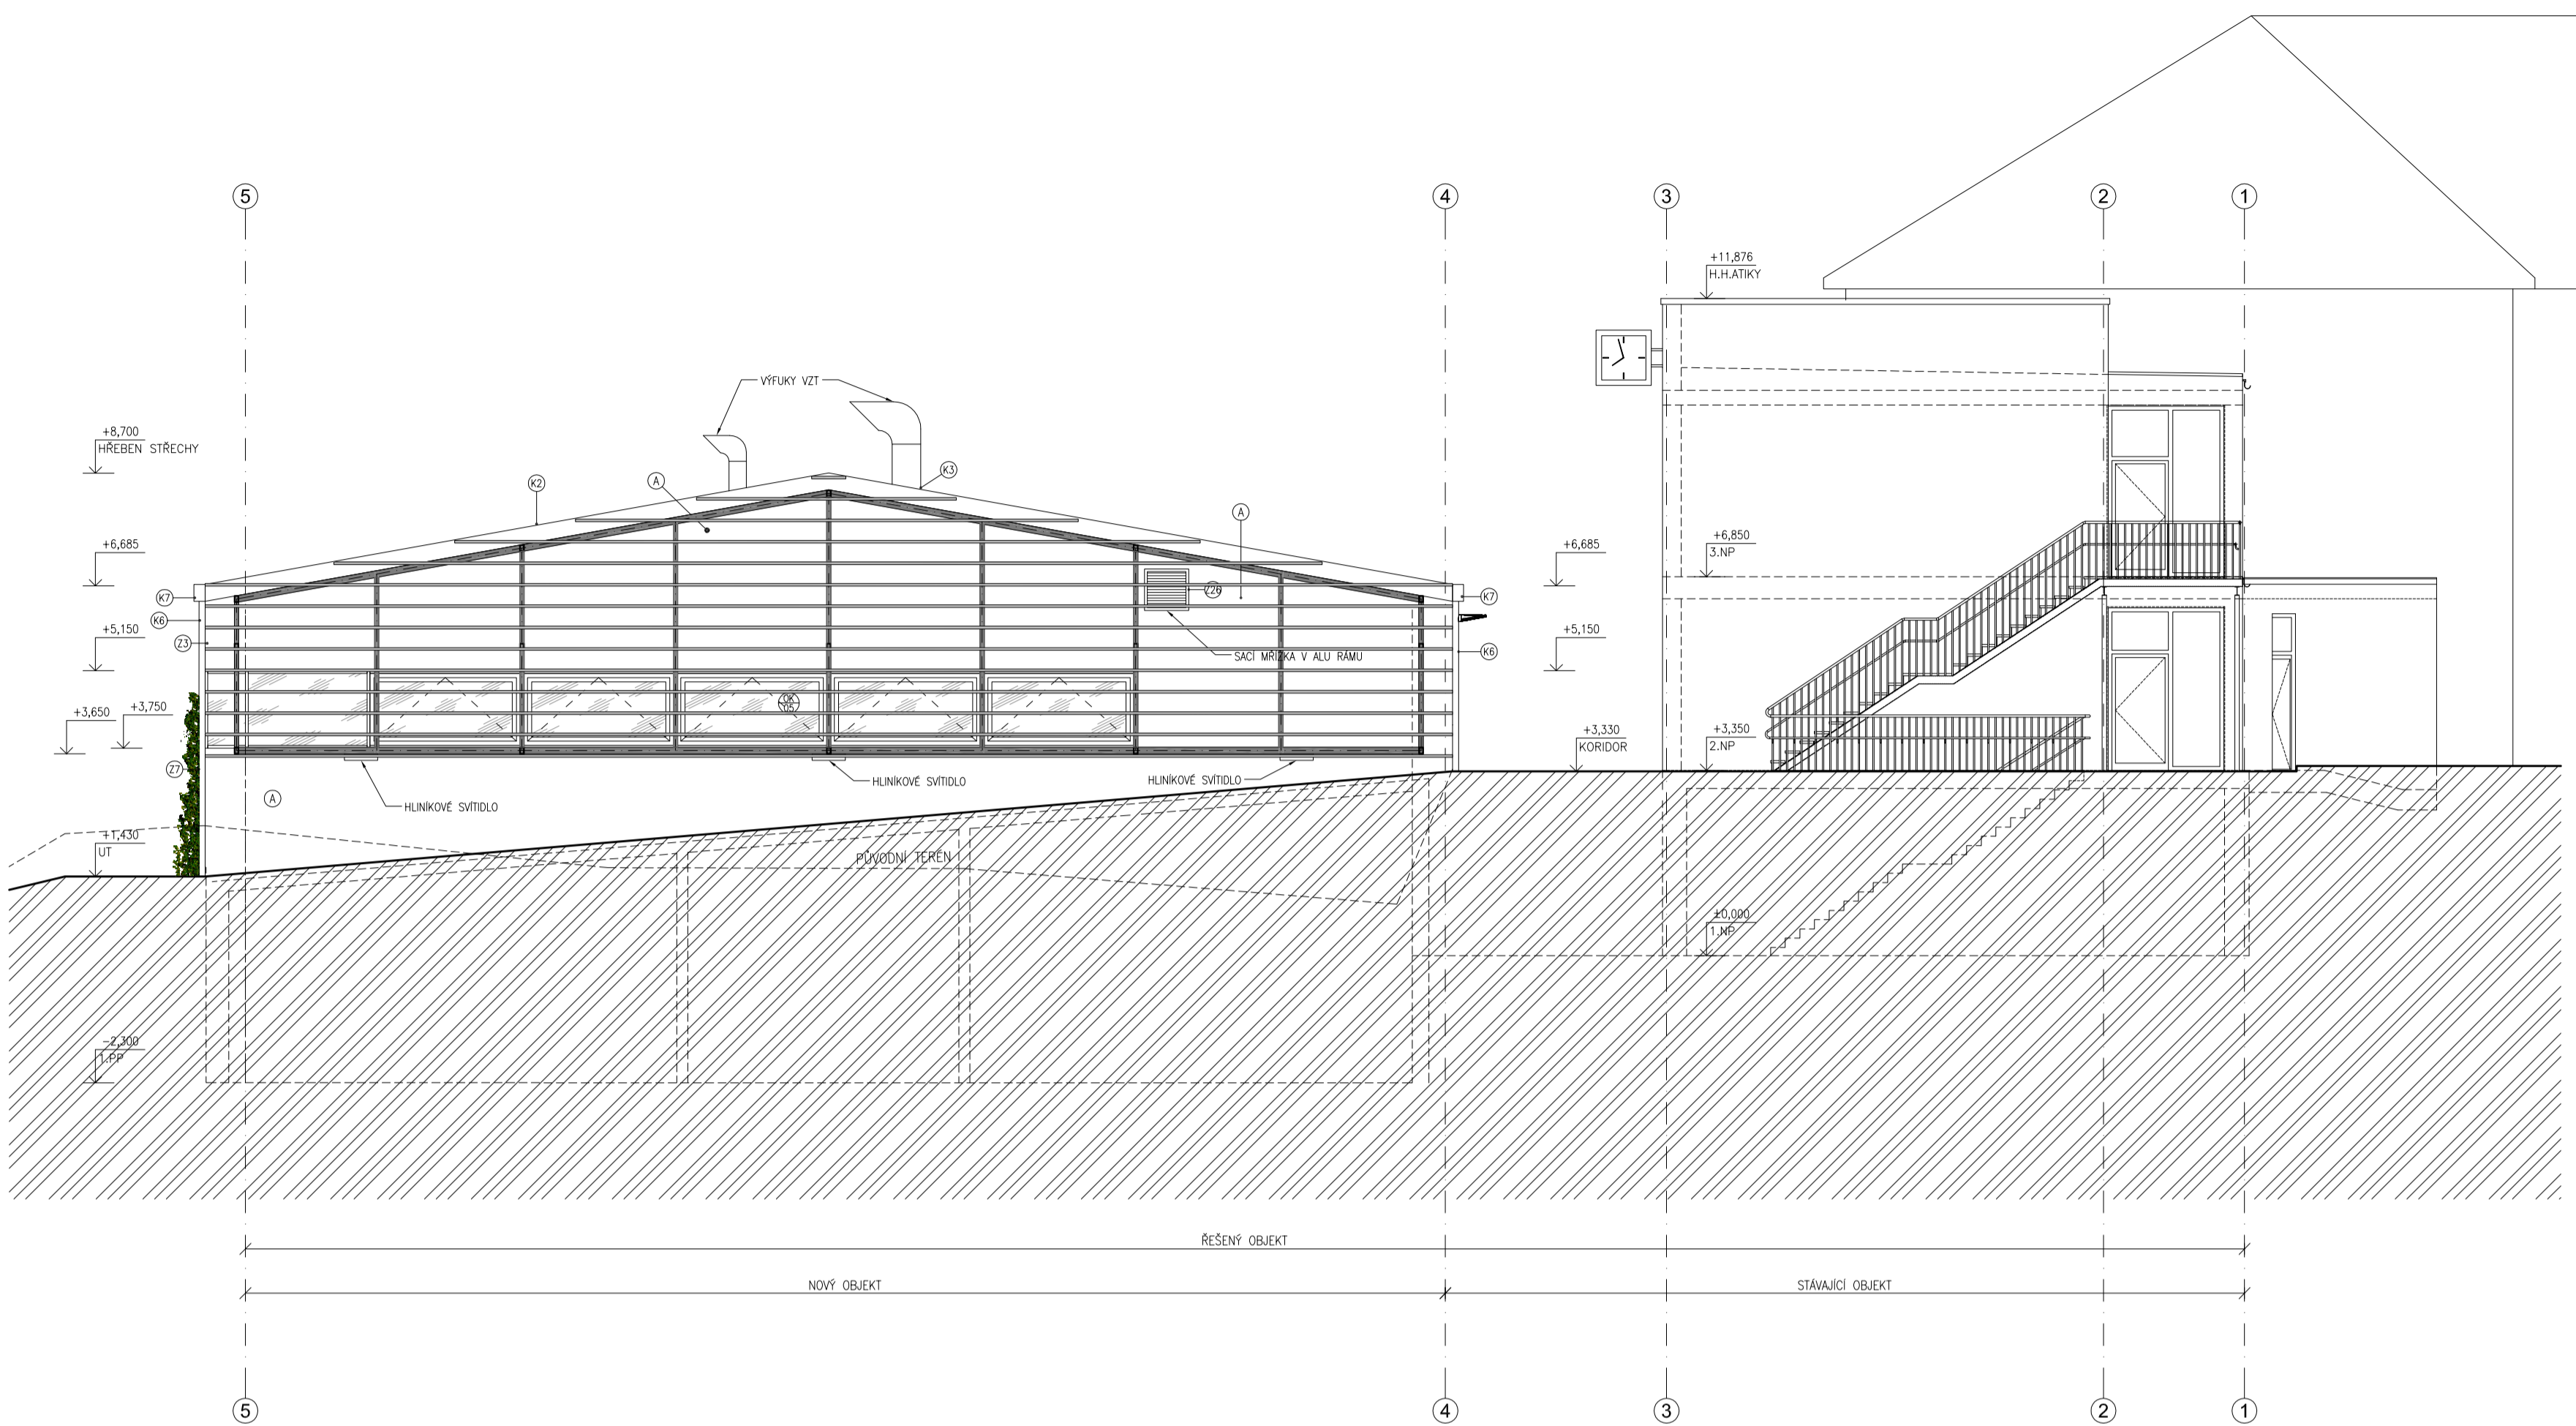 5
4
3
2
1
+11,876
H.H.ATIKY
VÝFUKY VZT
+8,700
HŘEBEN STŘECHY
K2
A
K3
A
+6,685
+6,685
+6,850
3.NP
K7
Z26
K7
K6
+5,150
Z3
+5,150
K6
SACÍ MŘÍŽKA V ALU RÁMU
OK
05
+3,650
+3,750
+3,330
KORIDOR
+3,350
2.NP
Z7
HLINÍKOVÉ SVÍTIDLO
HLINÍKOVÉ SVÍTIDLO
HLINÍKOVÉ SVÍTIDLO
A
+1,430
UT
PŮVODNÍ TERÉN
±0,000
1.NP
-2,300
1.PP
ŘEŠENÝ OBJEKT
NOVÝ OBJEKT
STÁVAJÍCÍ OBJEKT
5
4
3
2
1